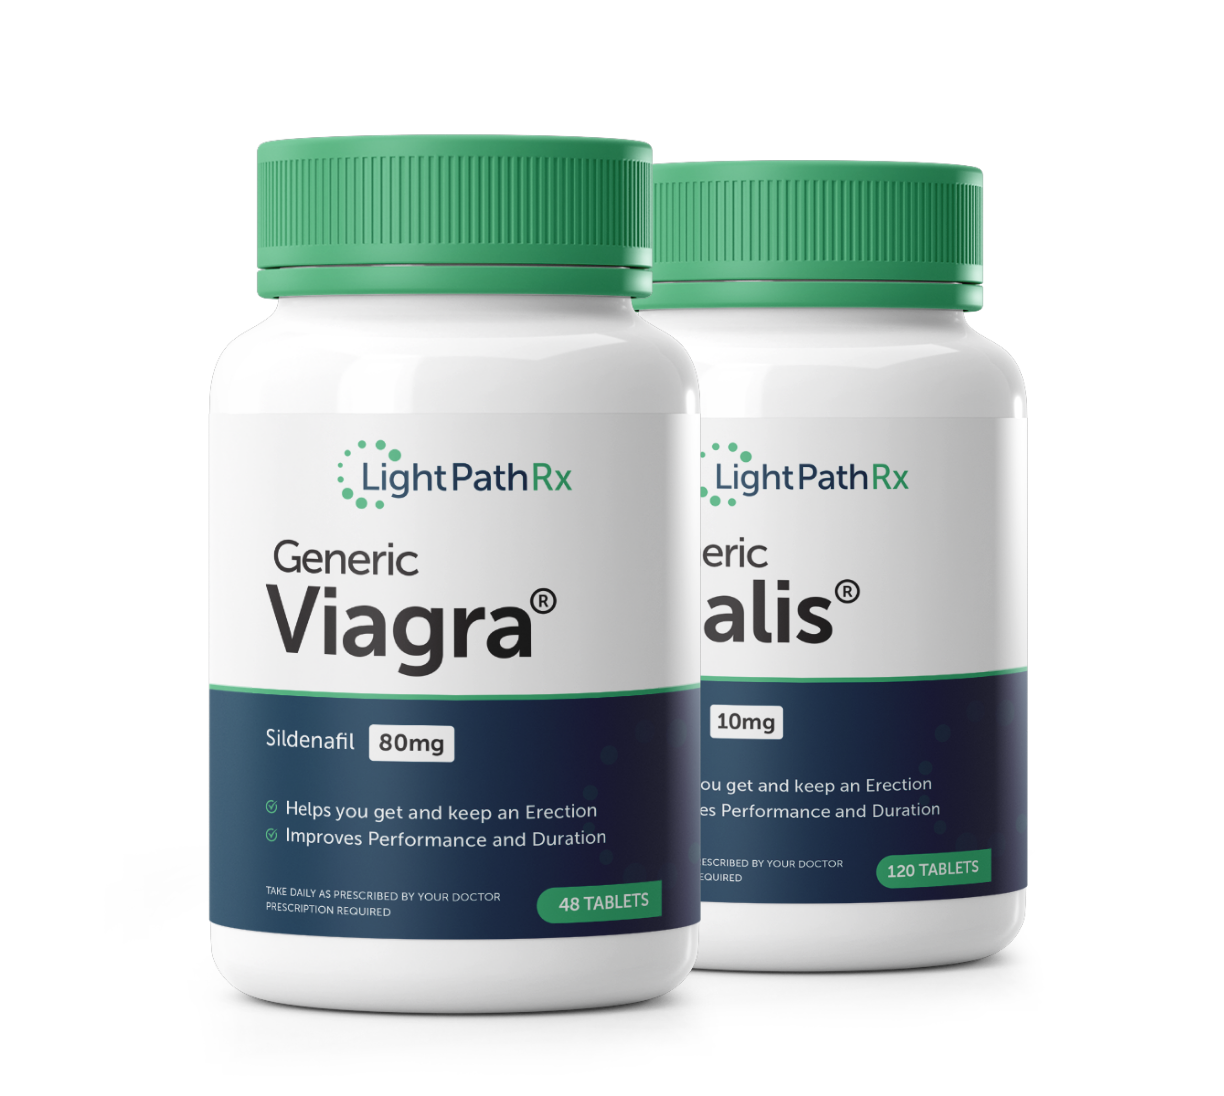 LightPathRx
Generic
Viagra®
Sildenafil 80mg
Helps you get and keep an Erection
Improves Performance and Duration
TAKE DAILY AS PRESCRIBED BY YOUR DOCTOR
PRESCRIPTION REQUIRED
48 TABLETS
LightPathRx
eric
alis®
10mg
ou get and keep an Erection
es Performance and Duration
ESCRIBED BY YOUR DOCTOR
EQUIRED
120 TABLETS